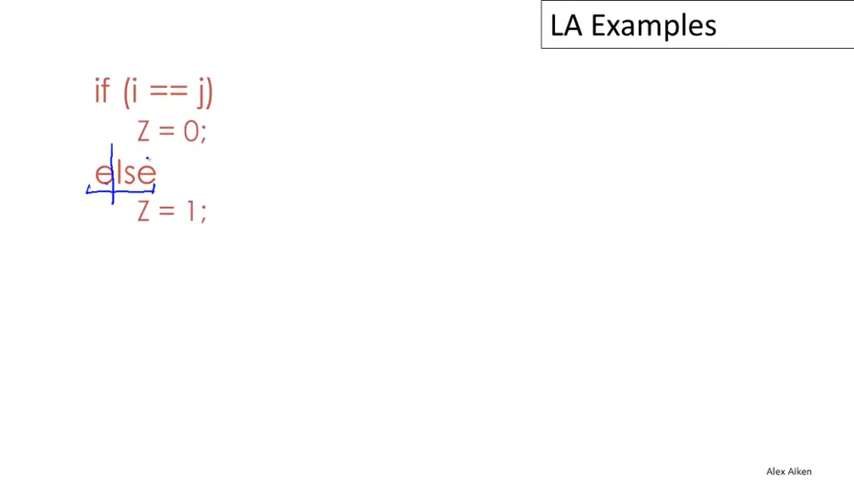 LA Examples
if (i == j)
Z = 0;
else
Z = 1;
Alex Aiken